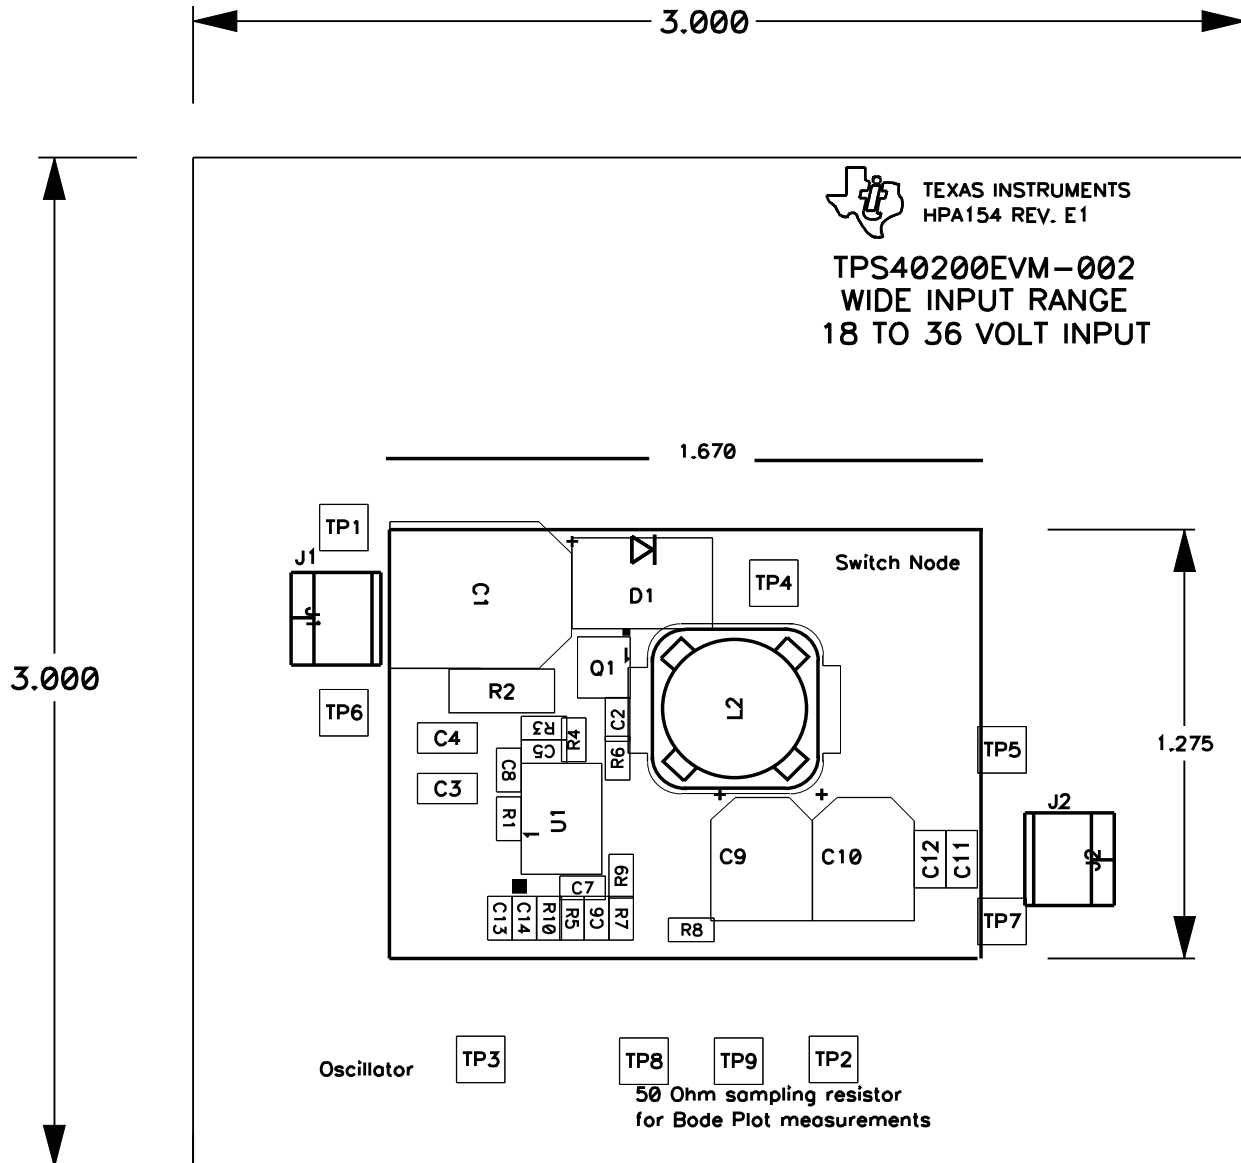 3.000
TEXAS INSTRUMENTS
HPA154 REV. E1
TPS40200EVM-002
WIDE INPUT RANGE
18 TO 36 VOLT INPUT
1.670
TP1
J1
J1
C1
+
D1
TP4
Switch Node
Q1
1
3.000
R2
TP6
C2
L2
C4
R3
R4
C5
R6
TP5
1.275
C8
C3
R1
U1
1
+
+
J2
J2
C9
C10
C12
C11
C7
R9
C13
C14
R10
R5
C6
R7
R8
TP7
Oscillator
TP3
TP8
TP9
TP2
50 Ohm sampling resistor
for Bode Plot measurements